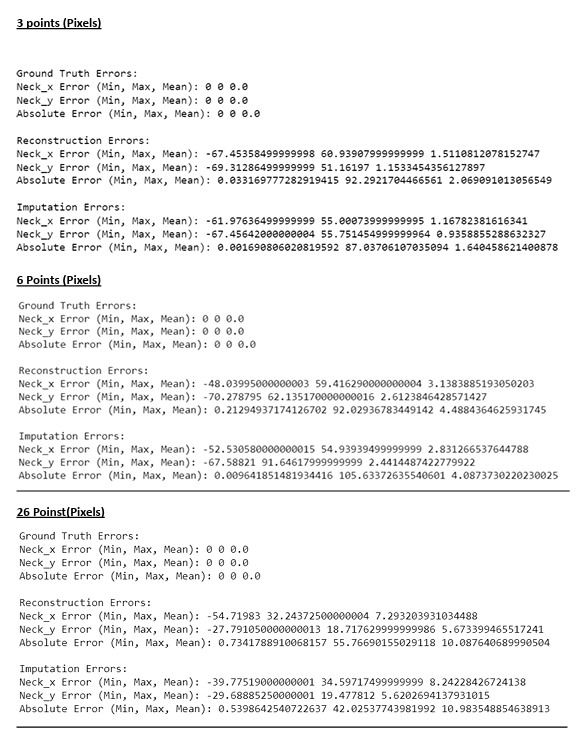 3 points (Pixels)
Ground Truth Errors:
Neck_x Error (Min, Max, Mean): 0 0 0.0
Neck_y Error (Min, Max, Mean): 0 0 0.0
Absolute Error (Min, Max, Mean): 0 0 0.0
Reconstruction Errors:
Neck_x Error (Min, Max, Mean): -67.45358499999998 60.93907999999999 1.5110812078152747
Neck_y Error (Min, Max, Mean): -69.31286499999999 51.16197 1.1533454356127897
Absolute Error (Min, Max, Mean): 0.033169777282919415 92.2921704466561 2.069091013056549
Imputation Errors:
Neck_x Error (Min, Max, Mean): -61.97636499999999 55.00073999999995 1.16782381616341
Neck_y Error (Min, Max, Mean): -67.45642000000004 55.751454999999964 0.9358855288632327
Absolute Error (Min, Max, Mean): 0.001690806020819592 87.03706107035094 1.640458621400878
6 Points (Pixels)
Ground Truth Errors:
Neck_x Error (Min, Max, Mean): 0 0 0.0
Neck_y Error (Min, Max, Mean): 0 0 0.0
Absolute Error (Min, Max, Mean): 0 0 0.0
Reconstruction Errors:
Neck_x Error (Min, Max, Mean): -48.03995000000003 59.416290000000004 3.1383885193050203
Neck_y Error (Min, Max, Mean): -70.278795 62.135170000000016 2.6123846428571427
Absolute Error (Min, Max, Mean): 0.21294937174126702 92.02936783449142 4.4884364625931745
Imputation Errors:
Neck_x Error (Min, Max, Mean): -52.530580000000015 54.93939499999999 2.831266537644788
Neck_y Error (Min, Max, Mean): -67.58821 91.64617999999999 2.4414487422779922
Absolute Error (Min, Max, Mean): 0.009641851481934416 105.63372635540601 4.0873730220230025
26 Poinst(Pixels)
Ground Truth Errors:
Neck_x Error (Min, Max, Mean): 0 0 0.0
Neck_y Error (Min, Max, Mean): 0 0 0.0
Absolute Error (Min, Max, Mean): 0 0 0.0
Reconstruction Errors:
Neck_x Error (Min, Max, Mean): -54.71983 32.24372500000004 7.293203931034488
Neck_y Error (Min, Max, Mean): -27.791050000000013 18.717629999999986 5.673399465517241
Absolute Error (Min, Max, Mean): 0.7341788910068157 55.76690155029118 10.087640689990504
Imputation Errors:
Neck_x Error (Min, Max, Mean): -39.77519000000001 34.59717499999999 8.24228426724138
Neck_y Error (Min, Max, Mean): -29.68885250000001 19.477812 5.6202694137931015
Absolute Error (Min, Max, Mean): 0.5398642540722637 42.02537743981992 10.983548854638913